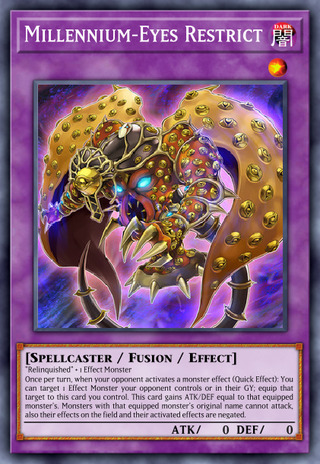 Millennium-Eyes Restrict
DARK
闇
[Spellcaster / Fusion / Effect]
"Relinquished" + 1 Effect Monster
Once per turn, when your opponent activates a monster effect (Quick Effect): You
can target 1 Effect Monster your opponent controls or in their GY; equip that
target to this card you control. This card gains ATK/DEF equal to that equipped
monster's. Monsters with that equipped monster's original name cannot attack,
also their effects on the field and their activated effects are negated.
ATK/ 0 DEF/ 0